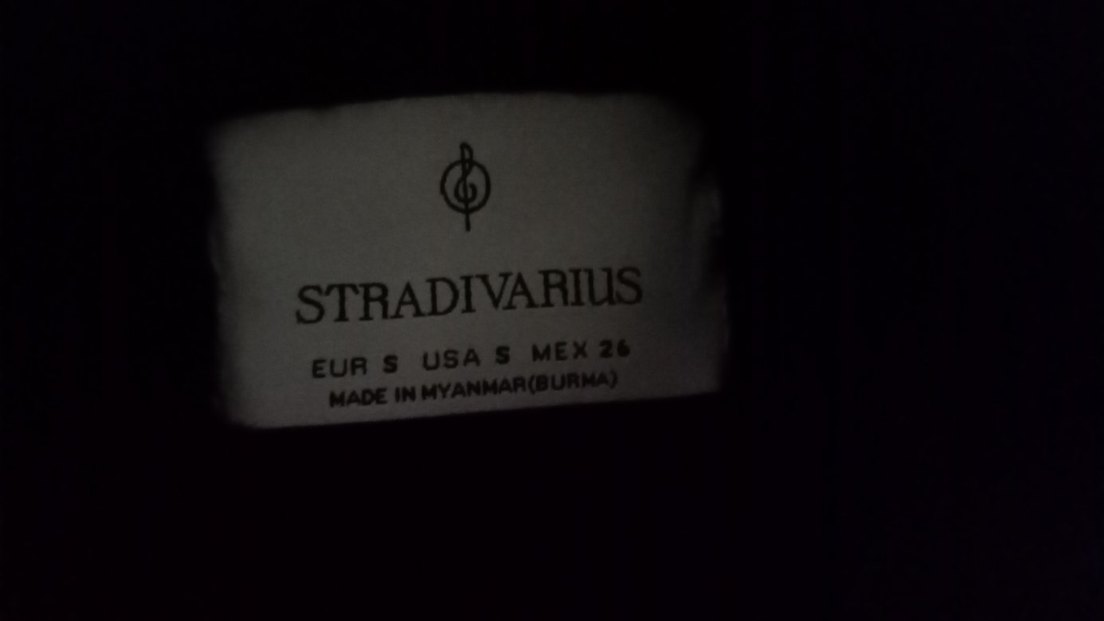 STRADIVARIUS
EUR S USA S MEX 26
MADE IN MYANMAR(BURMA)